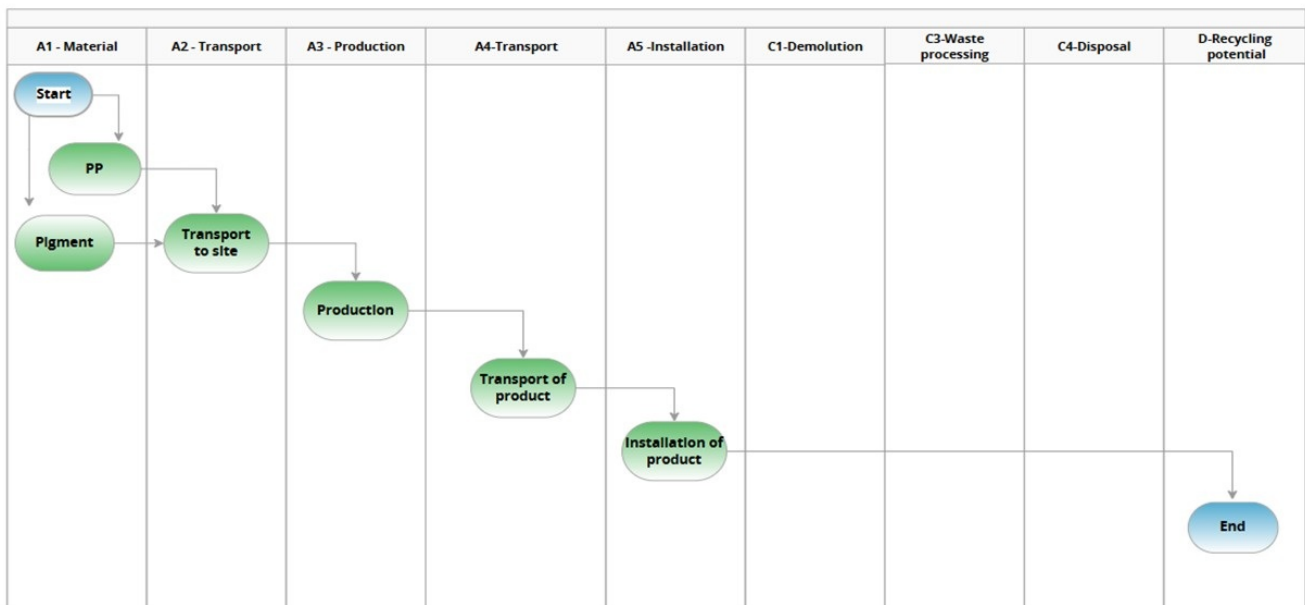 A1 - Material
A2 - Transport
A3 - Production
A4-Transport
A5 -Installation
C1-Demolution
C3-Waste
processing
C4-Disposal
D-Recycling
potential
Start
PP
Pigment
Transport
to site
Production
Transport of
product
Installation of
product
End